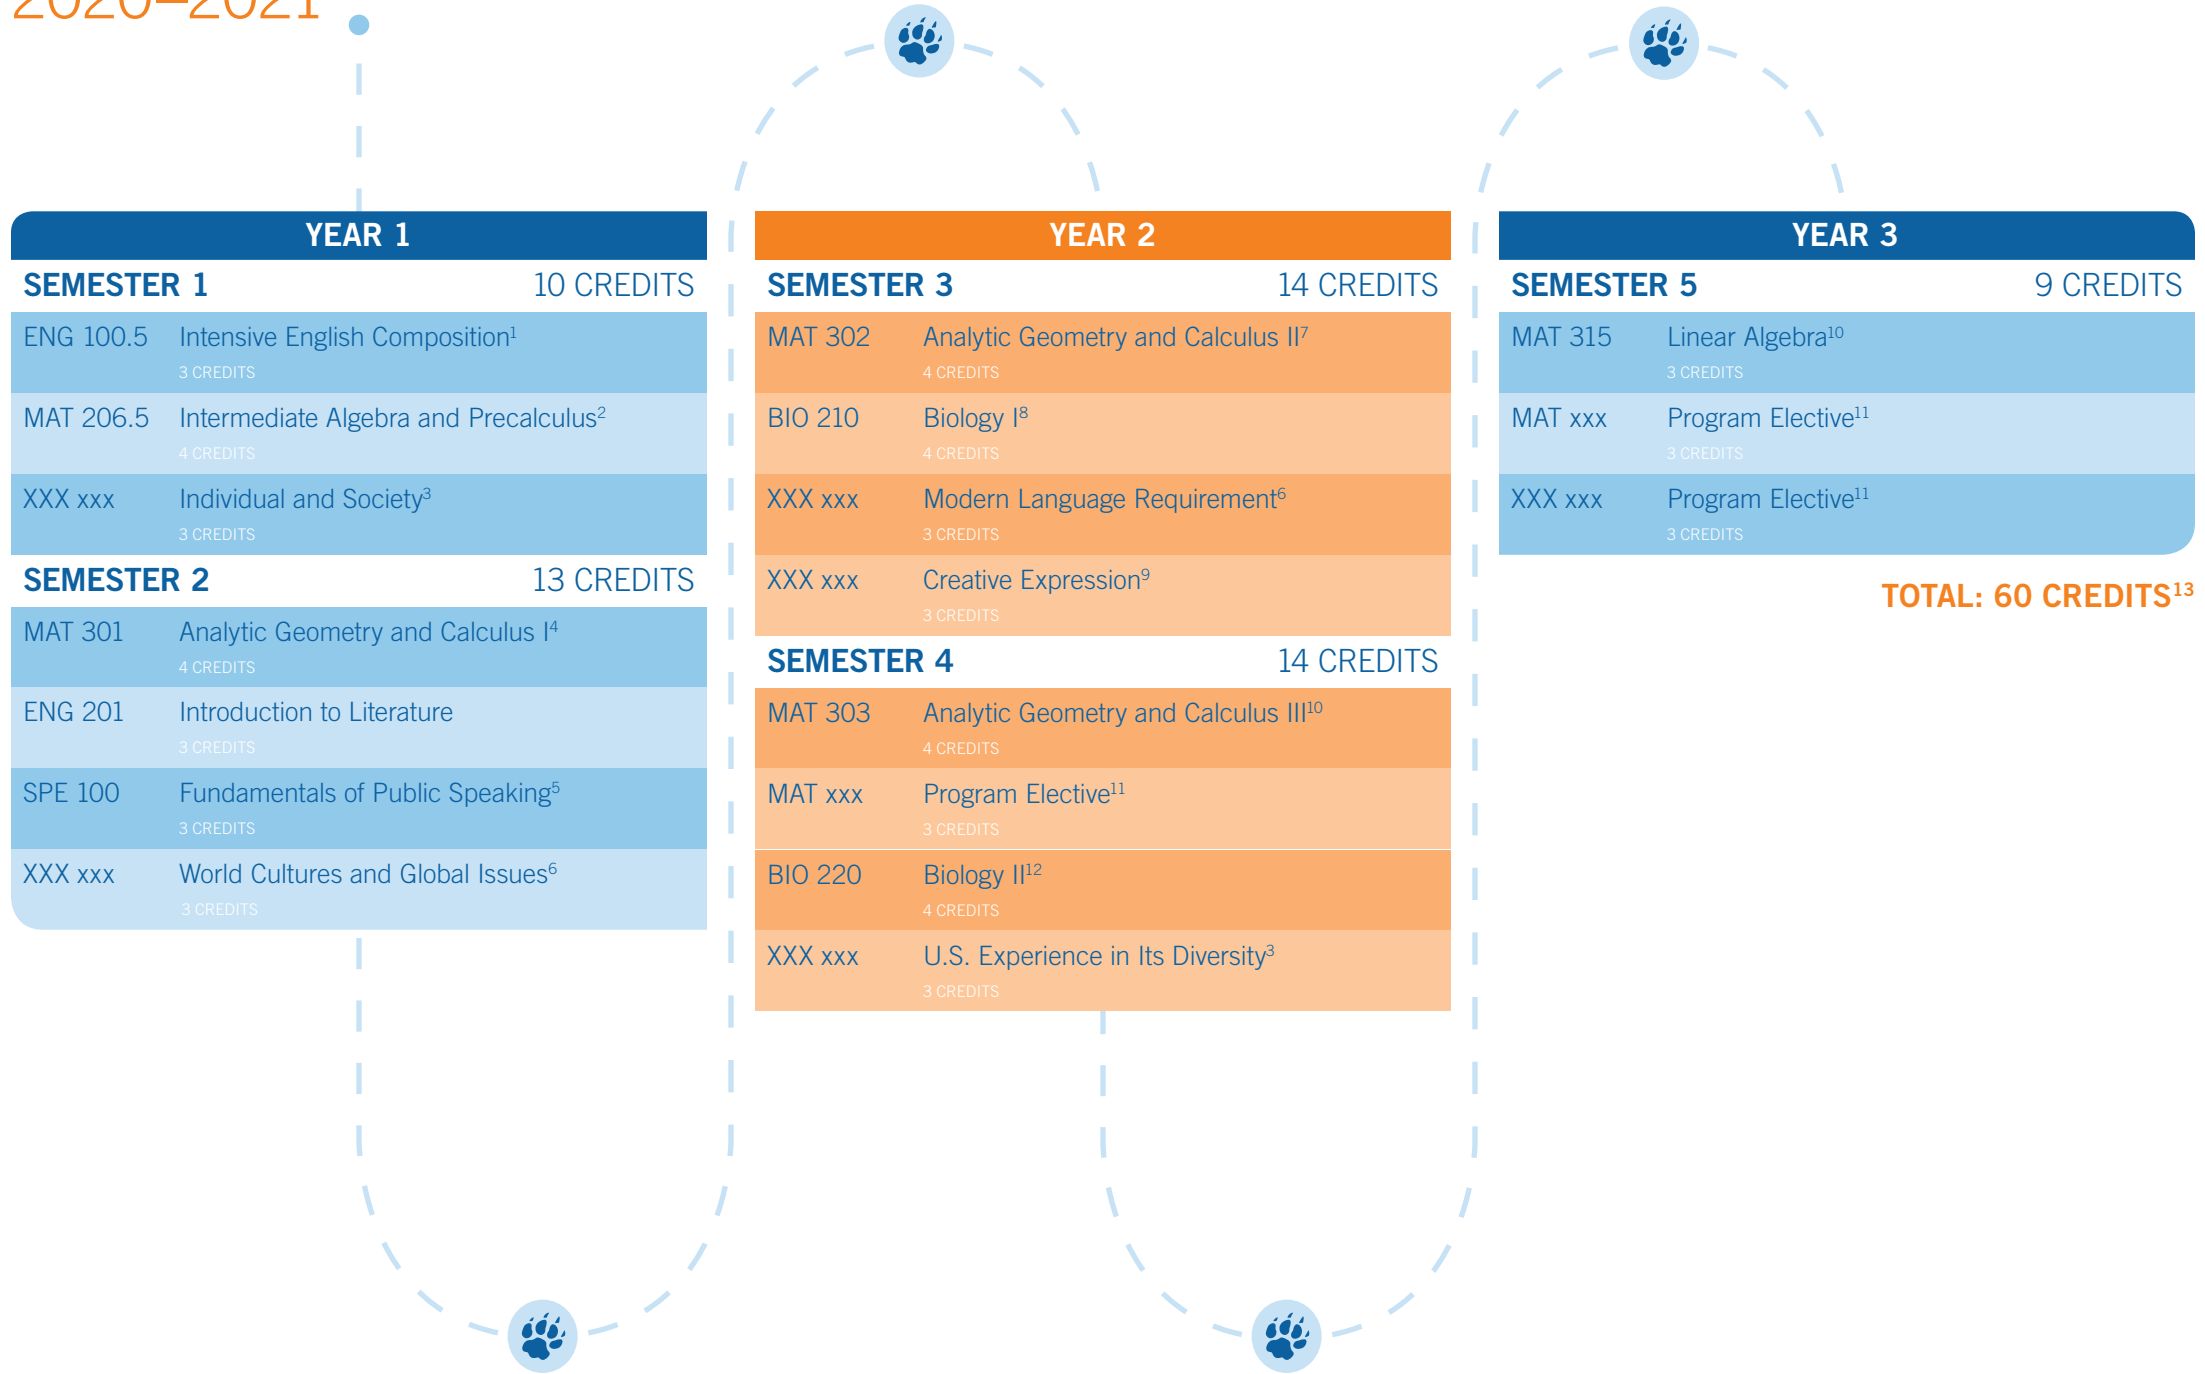 2020–2021
YEAR 1
SEMESTER 1 10 CREDITS
ENG 100.5 Intensive English Composition¹
3 CREDITS
MAT 206.5 Intermediate Algebra and Precalculus²
4 CREDITS
XXX xxx Individual and Society³
3 CREDITS
SEMESTER 2 13 CREDITS
MAT 301 Analytic Geometry and Calculus I⁴
4 CREDITS
ENG 201 Introduction to Literature
3 CREDITS
SPE 100 Fundamentals of Public Speaking⁵
3 CREDITS
XXX xxx World Cultures and Global Issues⁶
3 CREDITS
YEAR 2
SEMESTER 3 14 CREDITS
MAT 302 Analytic Geometry and Calculus II⁷
4 CREDITS
BIO 210 Biology I⁸
4 CREDITS
XXX xxx Modern Language Requirement⁶
3 CREDITS
XXX xxx Creative Expression⁹
3 CREDITS
SEMESTER 4 14 CREDITS
MAT 303 Analytic Geometry and Calculus III¹⁰
4 CREDITS
MAT xxx Program Elective¹¹
3 CREDITS
BIO 220 Biology II¹²
4 CREDITS
XXX xxx U.S. Experience in Its Diversity³
3 CREDITS
YEAR 3
SEMESTER 5 9 CREDITS
MAT 315 Linear Algebra¹⁰
3 CREDITS
MAT xxx Program Elective¹¹
3 CREDITS
XXX xxx Program Elective¹¹
3 CREDITS
TOTAL: 60 CREDITS¹³